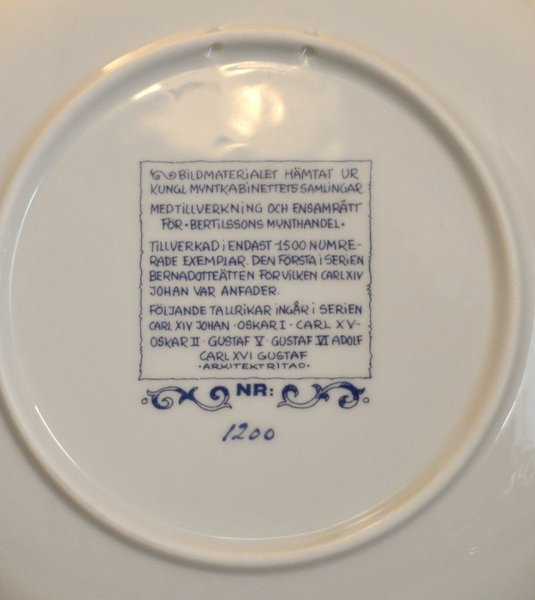 BILDMATERIALET HÄMTAT UR
KUNGL MYNTKABINETTETS SAMLINGAR
MED TILLVERKNING OCH ENSAMRÄTT
FÖR · BERTILSSONS MYNTHANDEL ·
TILLVERKAD I ENDAST 1500 NUMRE-
RADE EXEMPLAR. DEN FÖRSTA I SERIEN
BERNADOTTEÄTTEN FÖR VILKEN CARL XIV
JOHAN VAR ANFADER.
FÖLJANDE TALLRIKAR INGÅR I SERIEN
CARL XIV JOHAN · OSKAR I · CARL XV -
OSKAR II · GUSTAF V · GUSTAF VI ADOLF
CARL XVI GUSTAF
· ARKITEKTRITAD ·
NR:
1200